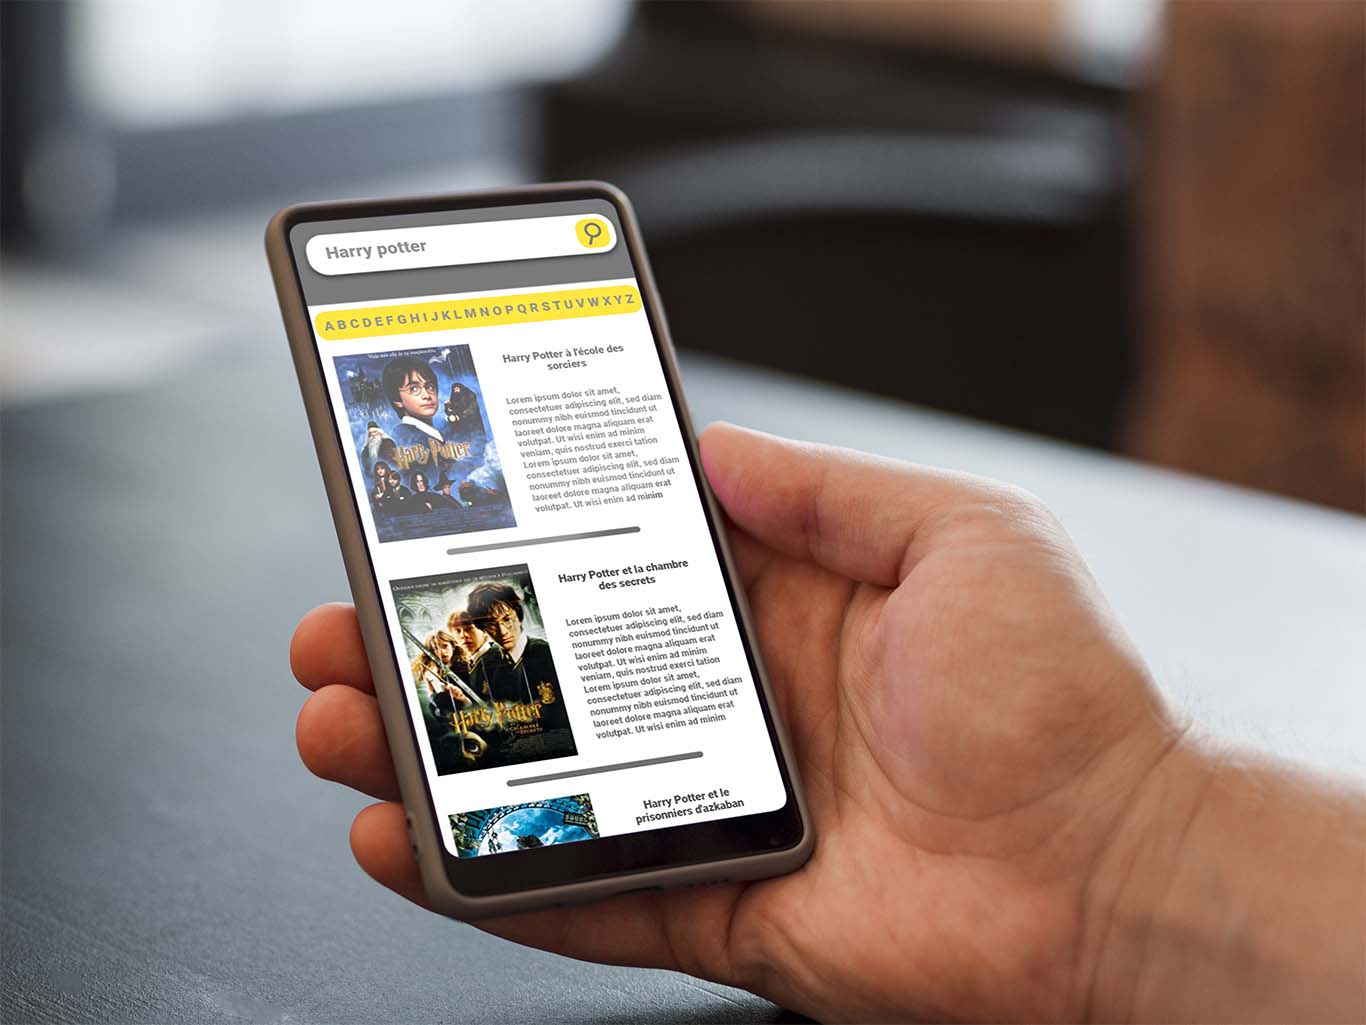 Harry potter
A B C D E F G H I J K L M N O P Q R S T U V W X Y Z
Harry Potter à l'école des
sorciers
Lorem ipsum dolor sit amet,
consectetuer adipiscing elit, sed diam
nonummy nibh euismod tincidunt ut
laoreet dolore magna aliquam erat
volutpat. Ut wisi enim ad minim
veniam, quis nostrud exerci tation
Lorem ipsum dolor sit amet,
consectetuer adipiscing elit, sed diam
nonummy nibh euismod tincidunt ut
laoreet dolore magna aliquam erat
volutpat. Ut wisi enim ad minim
Harry Potter
Harry Potter et la chambre
des secrets
Lorem ipsum dolor sit amet,
consectetuer adipiscing elit, sed diam
nonummy nibh euismod tincidunt ut
laoreet dolore magna aliquam erat
volutpat. Ut wisi enim ad minim
veniam, quis nostrud exerci tation
Lorem ipsum dolor sit amet,
consectetuer adipiscing elit, sed diam
nonummy nibh euismod tincidunt ut
laoreet dolore magna aliquam erat
volutpat. Ut wisi enim ad minim
Harry Potter
Harry Potter et le
prisonniers d'azkaban